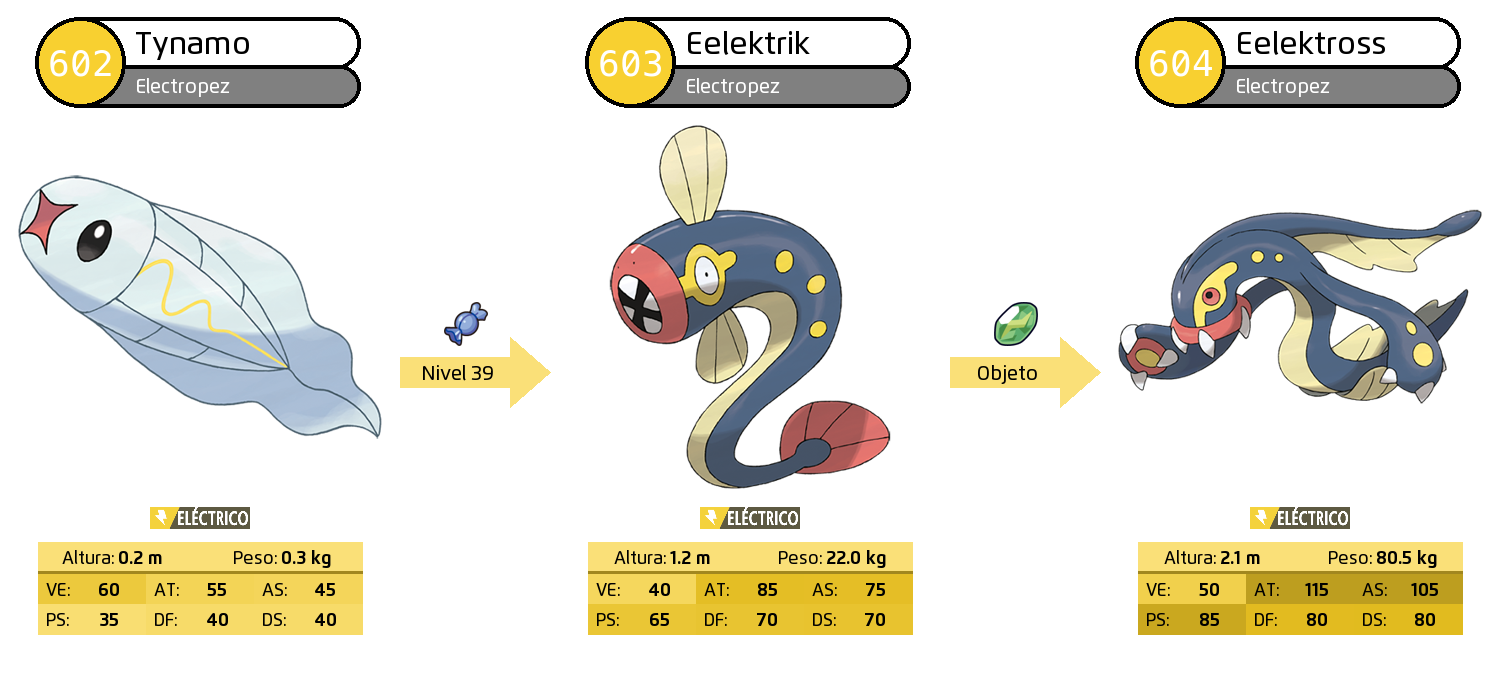 602 Tynamo
Electropez
603 Eelektrik
Electropez
604 Eelektross
Electropez
Nivel 39
Objeto
ELÉCTRICO
ELÉCTRICO
ELÉCTRICO
Altura: 0.2 m Peso: 0.3 kg
VE: 60 AT: 55 AS: 45
PS: 35 DF: 40 DS: 40
Altura: 1.2 m Peso: 22.0 kg
VE: 40 AT: 85 AS: 75
PS: 65 DF: 70 DS: 70
Altura: 2.1 m Peso: 80.5 kg
VE: 50 AT: 115 AS: 105
PS: 85 DF: 80 DS: 80